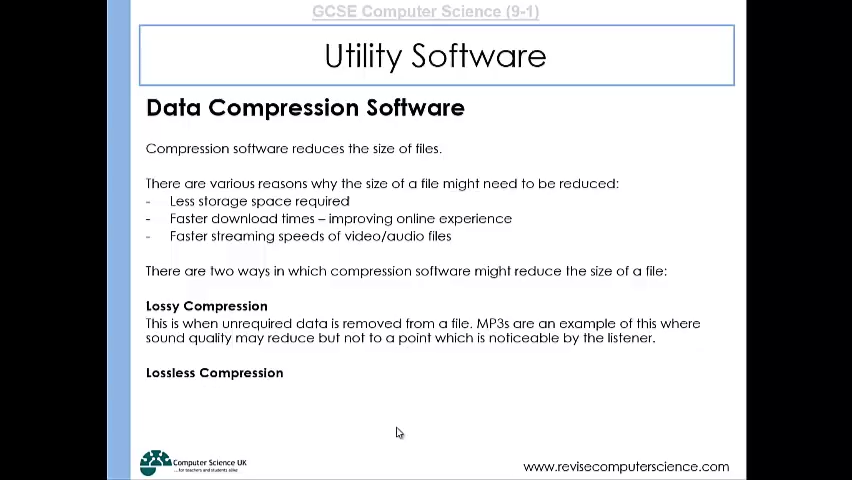 GCSE Computer Science (9-1)
Utility Software
Data Compression Software
Compression software reduces the size of files.
There are various reasons why the size of a file might need to be reduced:
- Less storage space required
- Faster download times – improving online experience
- Faster streaming speeds of video/audio files
There are two ways in which compression software might reduce the size of a file:
Lossy Compression
This is when unrequired data is removed from a file. MP3s are an example of this where
sound quality may reduce but not to a point which is noticeable by the listener.
Lossless Compression
Computer Science UK
...for teachers and students alike
www.revisecomputerscience.com